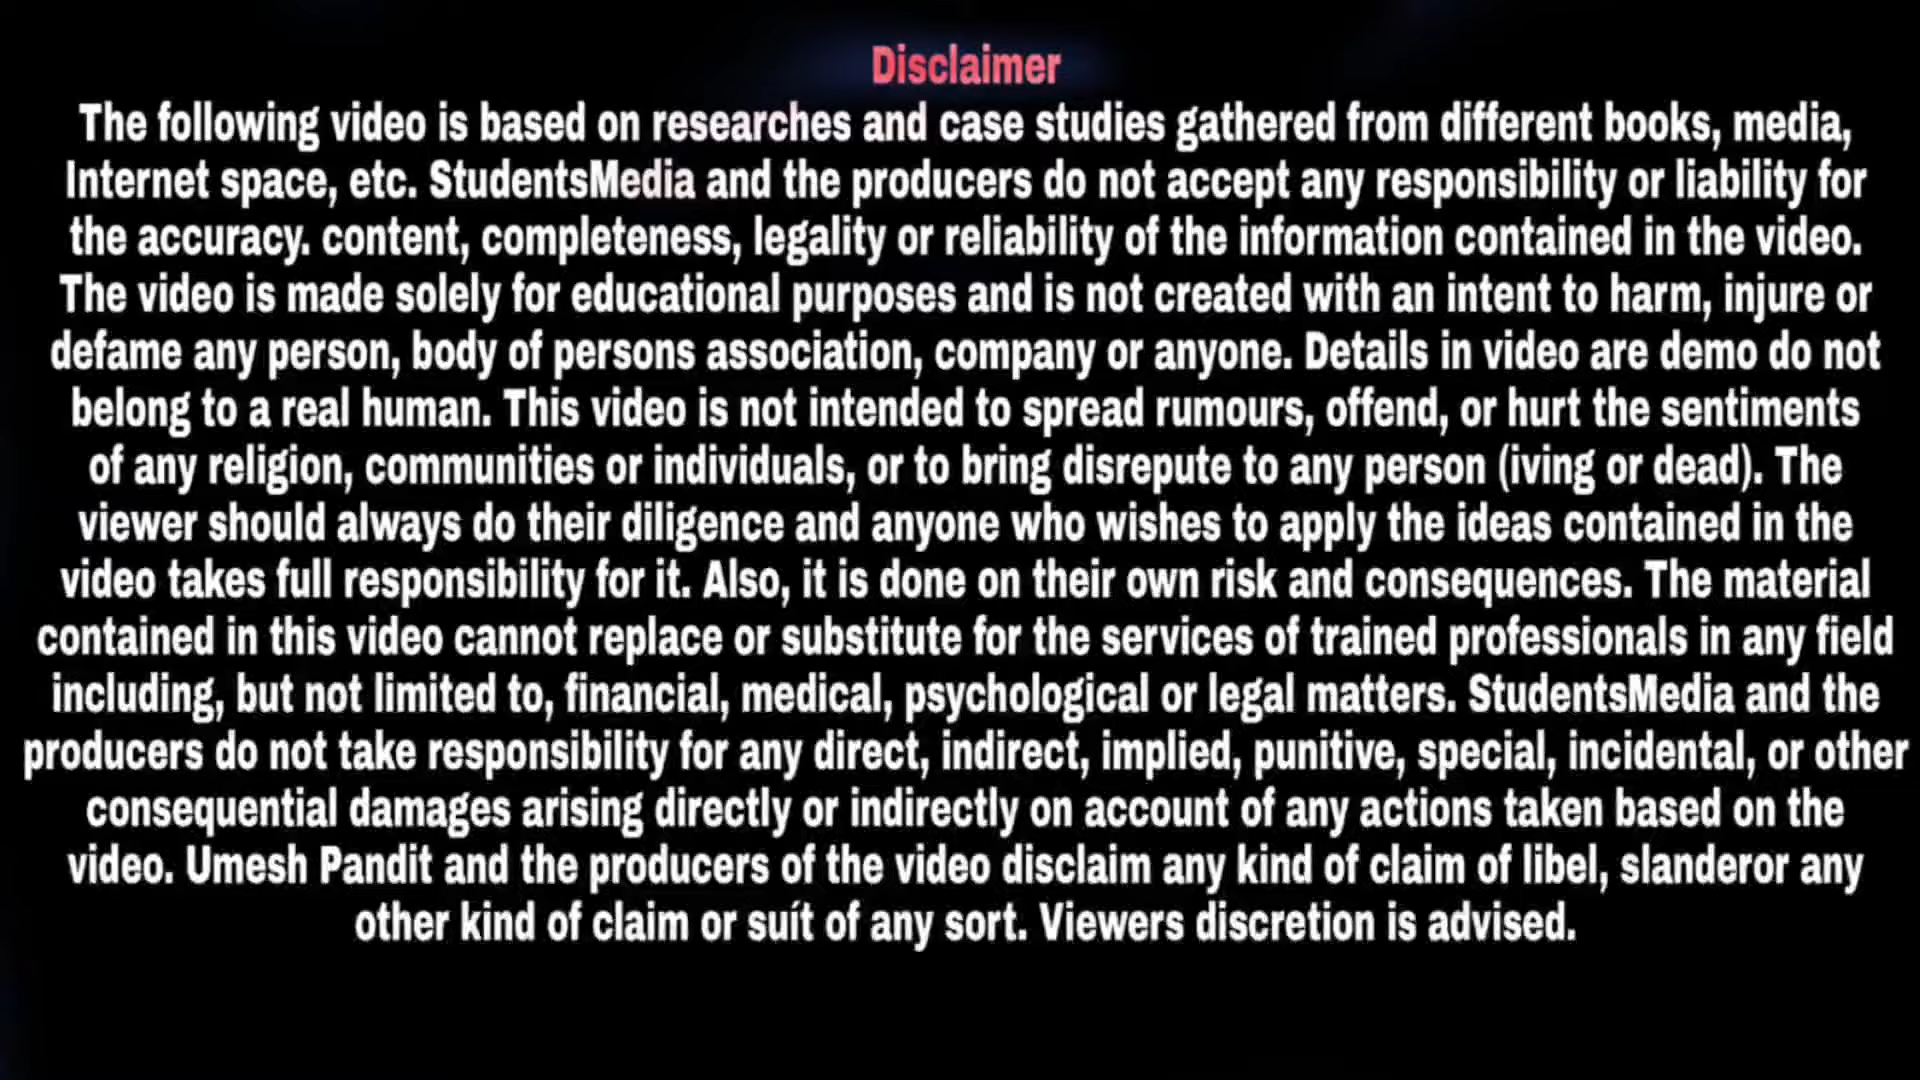 Disclaimer
The following video is based on researches and case studies gathered from different books, media,
Internet space, etc. StudentsMedia and the producers do not accept any responsibility or liability for
the accuracy. content, completeness, legality or reliability of the information contained in the video.
The video is made solely for educational purposes and is not created with an intent to harm, injure or
defame any person, body of persons association, company or anyone. Details in video are demo do not
belong to a real human. This video is not intended to spread rumours, offend, or hurt the sentiments
of any religion, communities or individuals, or to bring disrepute to any person (iving or dead). The
viewer should always do their diligence and anyone who wishes to apply the ideas contained in the
video takes full responsibility for it. Also, it is done on their own risk and consequences. The material
contained in this video cannot replace or substitute for the services of trained professionals in any field
including, but not limited to, financial, medical, psychological or legal matters. StudentsMedia and the
producers do not take responsibility for any direct, indirect, implied, punitive, special, incidental, or other
consequential damages arising directly or indirectly on account of any actions taken based on the
video. Umesh Pandit and the producers of the video disclaim any kind of claim of libel, slanderor any
other kind of claim or suít of any sort. Viewers discretion is advised.